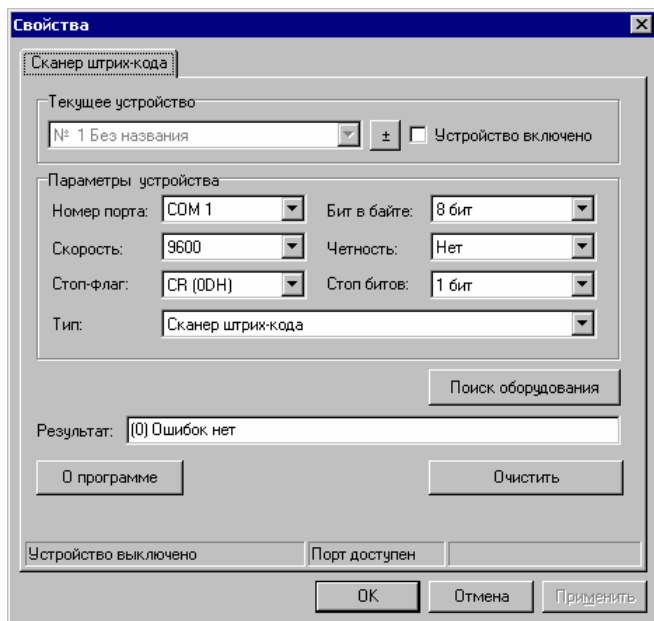 Свойства
Сканер штрих-кода
Текущее устройство
№ 1 Без названия ± Устройство включено
Параметры устройства
Номер порта: COM 1 Бит в байте: 8 бит
Скорость: 9600 Четность: Нет
Стоп-флаг: CR (0DH) Стоп битов: 1 бит
Тип: Сканер штрих-кода
Поиск оборудования
Результат: (0) Ошибок нет
О программе Очистить
Устройство выключено Порт доступен
OK Отмена Применить